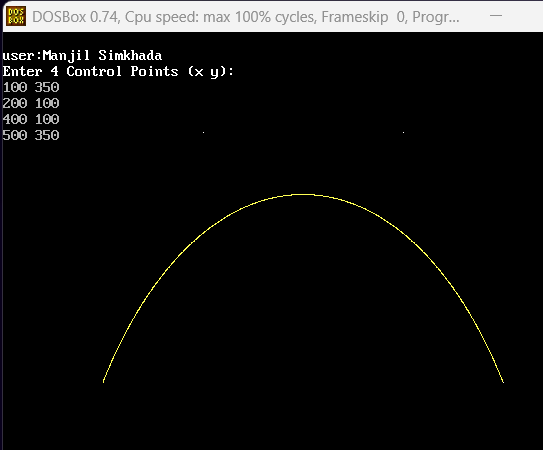 DOS
BOX
DOSBox 0.74, Cpu speed: max 100% cycles, Frameskip  0, Progr...
user:Manjil Simkhada
Enter 4 Control Points (x y):
100 350
200 100
400 100
500 350